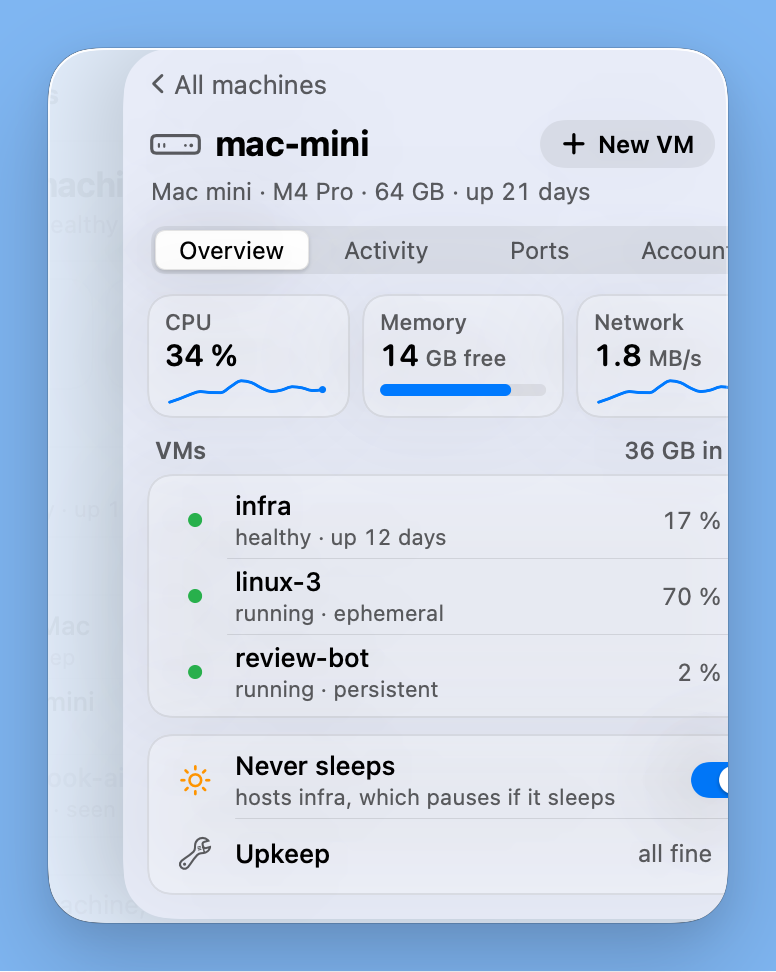 All machines
mac-mini
New VM
Mac mini · M4 Pro · 64 GB · up 21 days
Overview Activity Ports Accoun
CPU Memory Network
34 % 14 GB free 1.8 MB/s
VMs 36 GB in
infra
healthy · up 12 days
17 %
linux-3
running · ephemeral
70 %
review-bot
running · persistent
2 %
Never sleeps
hosts infra, which pauses if it sleeps
Upkeep
all fine